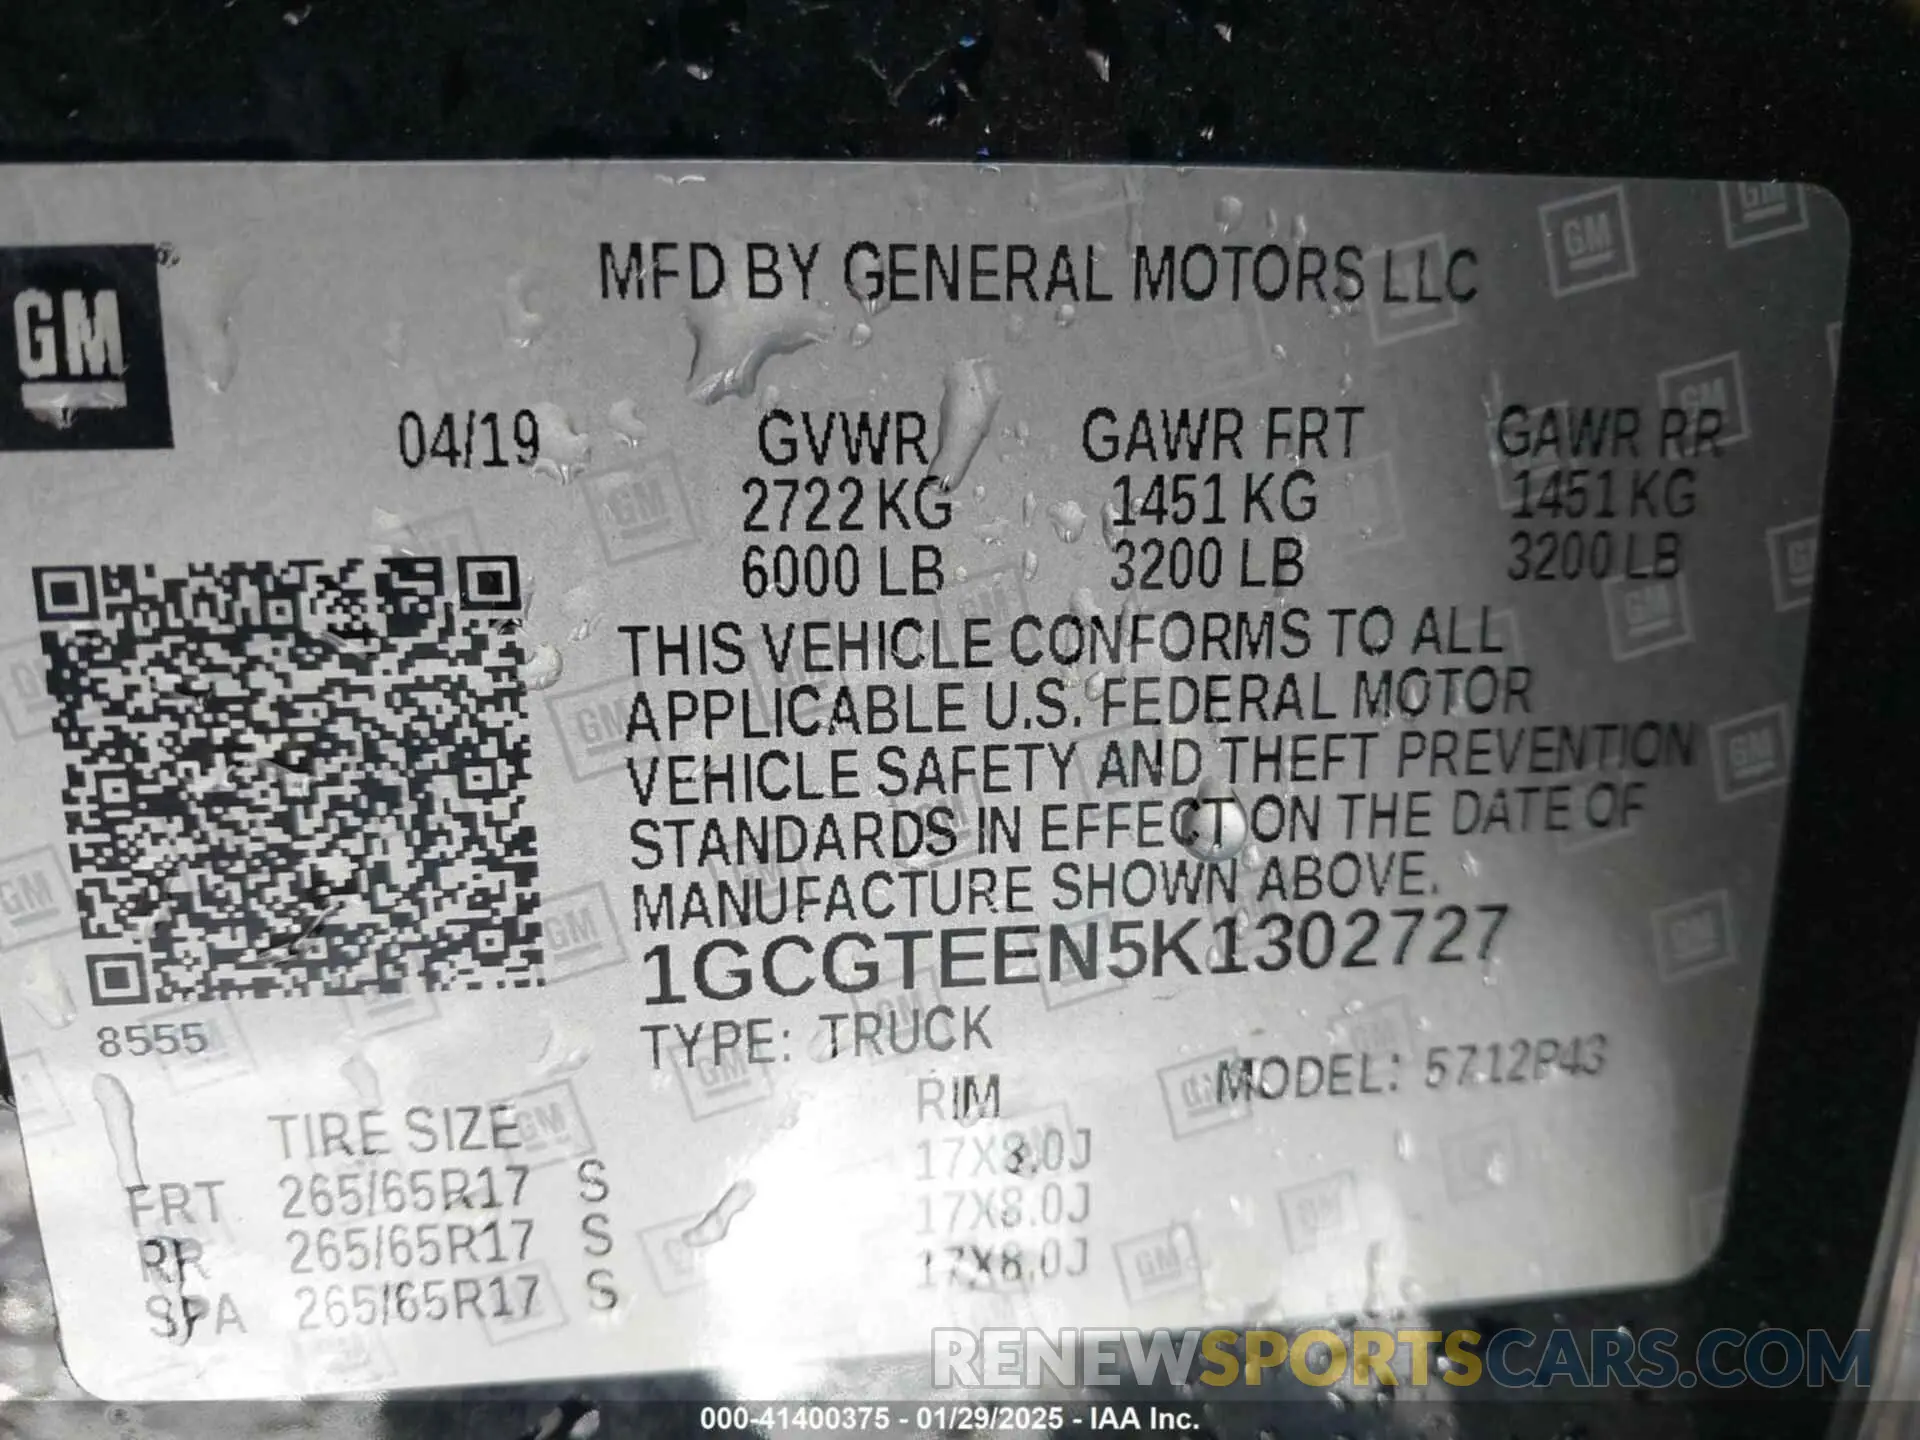 MFD BY GENERAL MOTORS LLC
GM
04/19 GVWR GAWR FRT GAWR RR
2722 KG 1451 KG 1451 KG
6000 LB 3200 LB 3200 LB
THIS VEHICLE CONFORMS TO ALL
APPLICABLE U.S. FEDERAL MOTOR
VEHICLE SAFETY AND THEFT PREVENTION
STANDARDS IN EFFECT ON THE DATE OF
MANUFACTURE SHOWN ABOVE.
1GCGTEEN5K1302727
8555
TYPE: TRUCK
MODEL: 5712P43
TIRE SIZE RIM
FRT 265/65R17 S 17X8.0J
RR 265/65R17 S 17X8.0J
SPA 265/65R17 S 17X8.0J
RENEWSPORTSCARS.COM
000-41400375 - 01/29/2025 - IAA Inc.